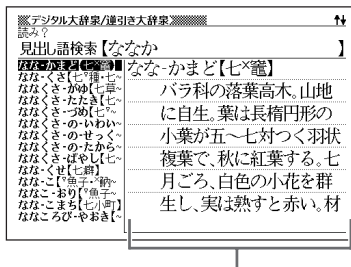 デジタル大辞泉/逆引き大辞泉
読み?
見出し語検索【ななか 】
なな-かまど【七×竈】
なな-くさ【七種・七~
ななくさ-がゆ【七草~
ななくさ-たたき【七~
ななくさ-づめ【七~
ななくさ-の-いわい~
ななくさ-の-せっく~
ななくさ-の-たから~
ななくさ-ばやし【七~
なな-くせ【七癖】
なな-こ【魚子・
ななこ-おり【魚子~
なな-こまち【七小町】
ななころび-やおき【~
なな-かまど【七×竈】
バラ科の落葉高木。山地
に自生。葉は長楕円形の
小葉が五~七対つく羽状
複葉で、秋に紅葉する。七
月ごろ、白色の小花を群
生し、実は熟すと赤い。材